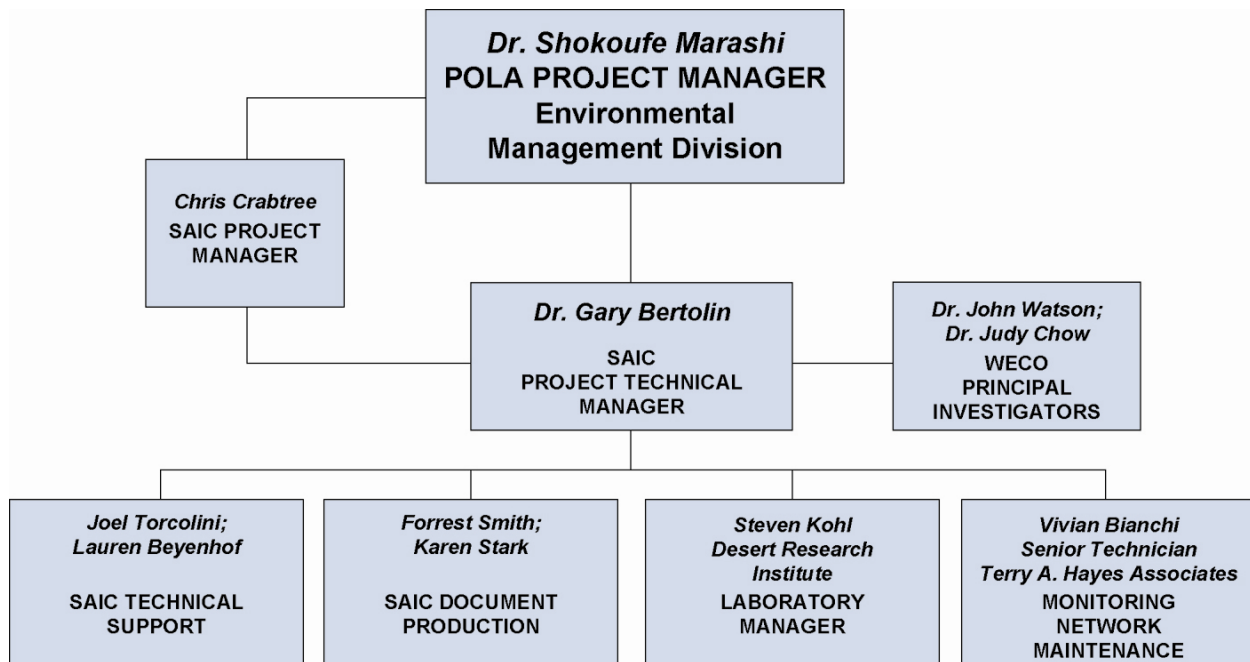 Dr. Shokoufe Marashi
POLA PROJECT MANAGER
Environmental
Management Division
Chris Crabtree
SAIC PROJECT
MANAGER
Dr. Gary Bertolin
SAIC
PROJECT TECHNICAL
MANAGER
Dr. John Watson;
Dr. Judy Chow
WECO
PRINCIPAL
INVESTIGATORS
Joel Torcolini;
Lauren Beyenhof
SAIC TECHNICAL
SUPPORT
Forrest Smith;
Karen Stark
SAIC DOCUMENT
PRODUCTION
Steven Kohl
Desert Research
Institute
LABORATORY
MANAGER
Vivian Bianchi
Senior Technician
Terry A. Hayes Associates
MONITORING
NETWORK
MAINTENANCE